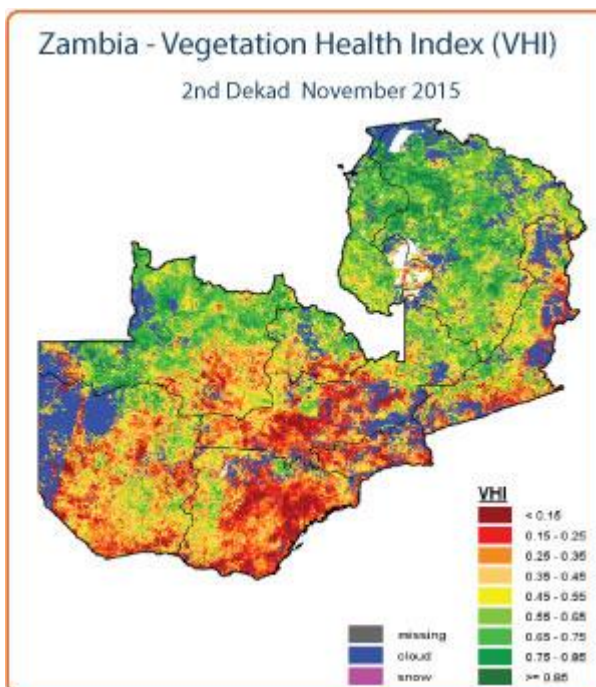 Zambia - Vegetation Health Index (VHI)
2nd Dekad November 2015
VHI
< 0.15
0.15 - 0.25
0.25 - 0.35
0.35 - 0.45
0.45 - 0.55
0.55 - 0.65
0.65 - 0.75
0.75 - 0.85
>= 0.85
missing
cloud
snow